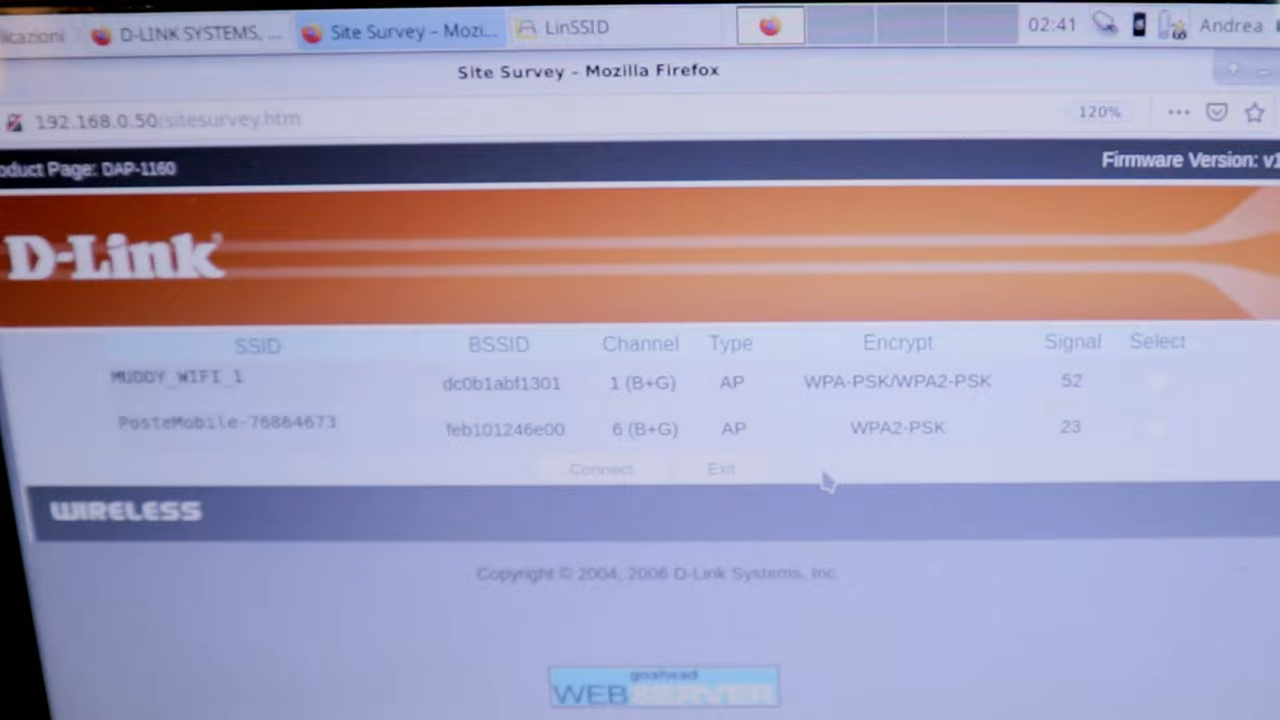 licazioni D-LINK SYSTEMS, ... Site Survey - Mozi... LinSSID 02:41 Andrea
Site Survey - Mozilla Firefox
192.168.0.50/sitesurvey.htm 120%
oduct Page: DAP-1160 Firmware Version: v1
D-Link
SSID BSSID Channel Type Encrypt Signal Select
MUDDY_WIFI_1 dc0b1abf1301 1 (B+G) AP WPA-PSK/WPA2-PSK 52
PosteMobile-76864673 feb101246e00 6 (B+G) AP WPA2-PSK 23
Connect Exit
WIRELESS
Copyright © 2004, 2006 D-Link Systems, Inc.
goahead
WEBSERVER